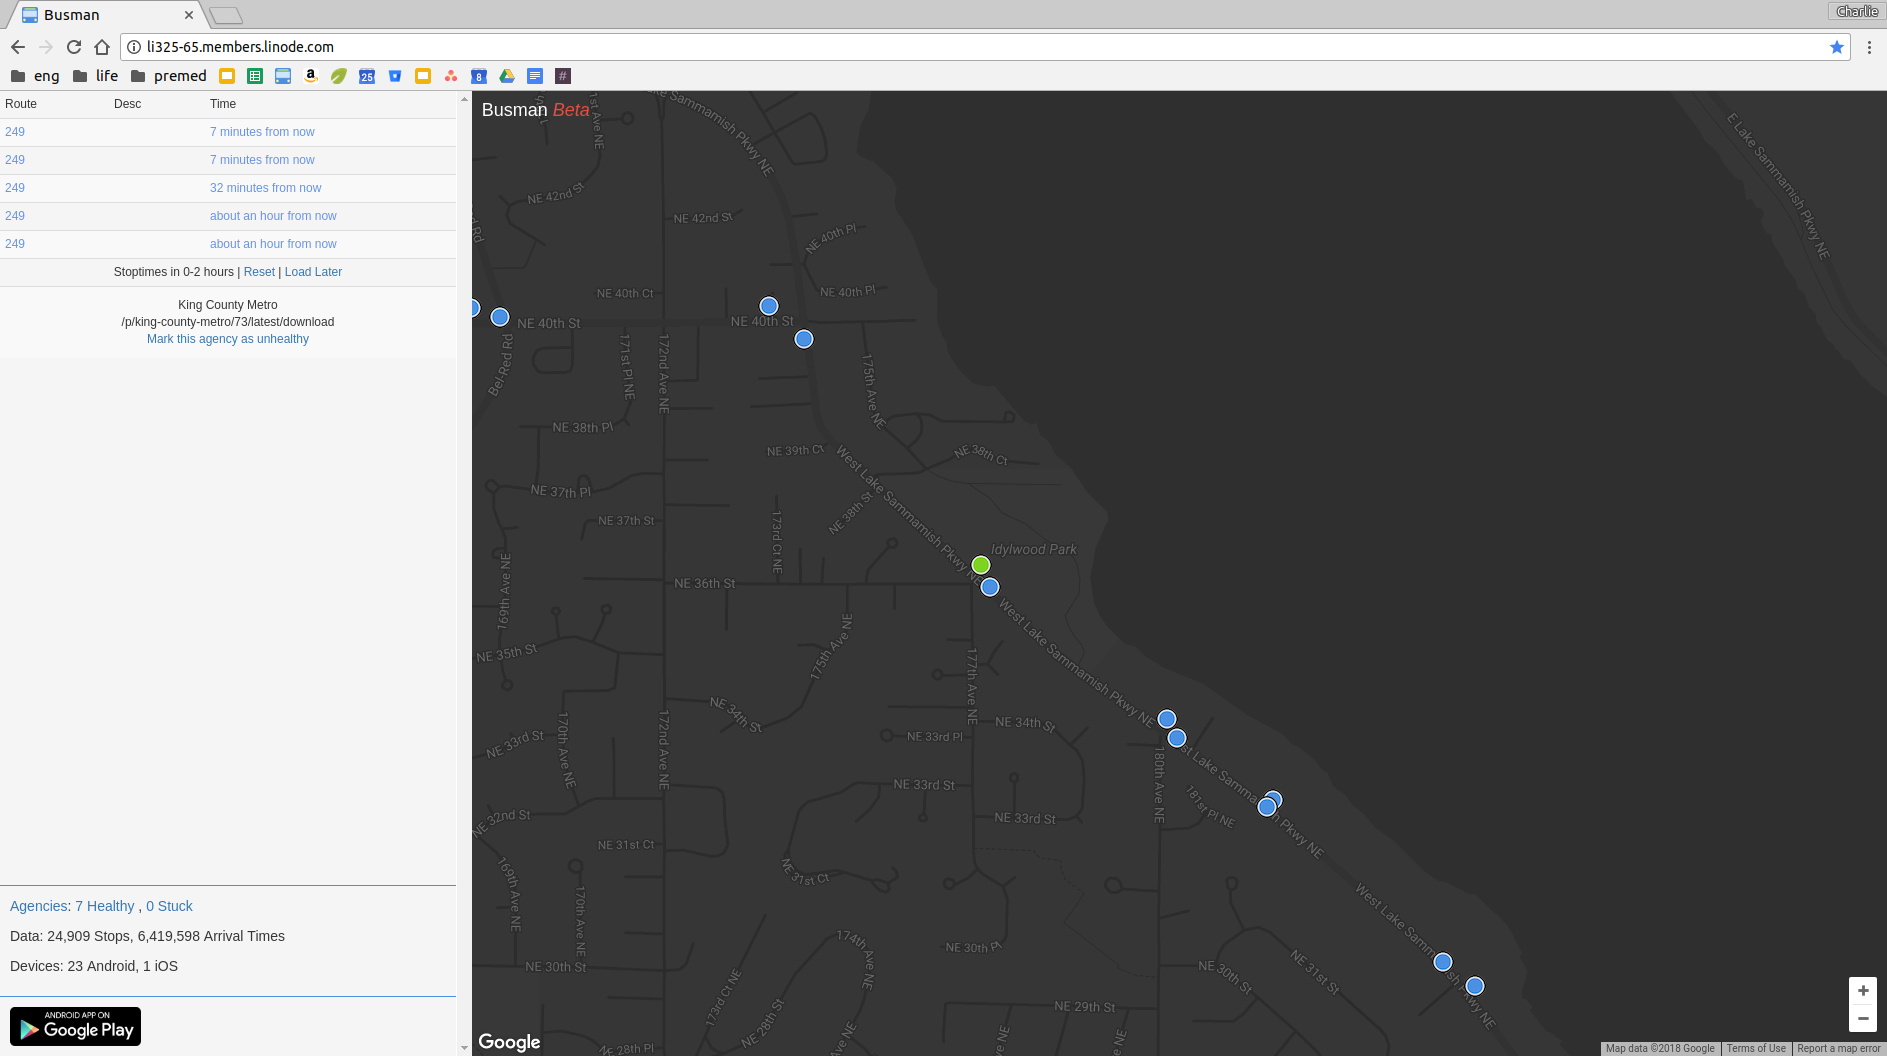 Busman
Charlie
li325-65.members.linode.com
eng life premed 25 8 #
Route Desc Time
249 7 minutes from now
249 7 minutes from now
249 32 minutes from now
249 about an hour from now
249 about an hour from now
Stoptimes in 0-2 hours | Reset | Load Later
King County Metro
/p/king-county-metro/73/latest/download
Mark this agency as unhealthy
Agencies: 7 Healthy , 0 Stuck
Data: 24,909 Stops, 6,419,598 Arrival Times
Devices: 23 Android, 1 iOS
ANDROID APP ON
Google Play
Busman Beta
Lake Sammamish Pkwy NE
E Lake Sammamish Pkwy NE
NE 42nd St
NE 42nd St
NE 40th Pl
NE 40th Ct
NE 40th Pl
NE 40th St
NE 40th St
Bel-Red Rd
171st Pl NE
172nd Ave NE
175th Ave NE
NE 38th Pl
NE 39th Ct
NE 38th Ct
West Lake Sammamish Pkwy NE
NE 37th Pl
NE 38th St
NE 37th St
173rd Ct NE
Idylwood Park
169th Ave NE
NE 36th St
West Lake Sammamish Pkwy NE
175th Ave NE
NE 35th St
177th Ave NE
NE 34th St
NE 34th St
170th Ave NE
172nd Ave NE
NE 33rd St
NE 33rd Pl
180th Ave NE
NE 33rd St
181st Pl NE
NE 32nd St
NE 33rd St
NE 31st Ct
NE 31st Ct
169th Ave NE
170th Ave NE
West Lake Sammamish Pkwy NE
174th Ave NE
NE 30th Pl
NE 30th St
NE 30th St
NE 31st St
173rd Ct NE
NE 28th St
NE 29th St
NE 28th Pl
Google
+
−
Map data ©2018 Google Terms of Use Report a map error